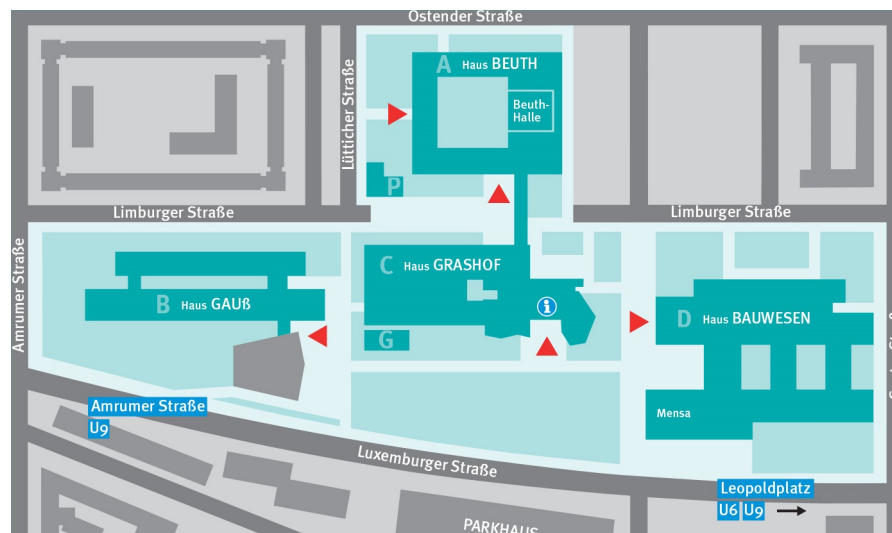 Ostender Straße
A Haus BEUTH
Beuth-
Halle
Lütticher Straße
P
Limburger Straße
Limburger Straße
Amrumer Straße
C Haus GRASHOF
B Haus GAUß
i
D Haus BAUWESEN
G
Mensa
Amrumer Straße
U9
Luxemburger Straße
Leopoldplatz
U6 U9
PARKHAUS